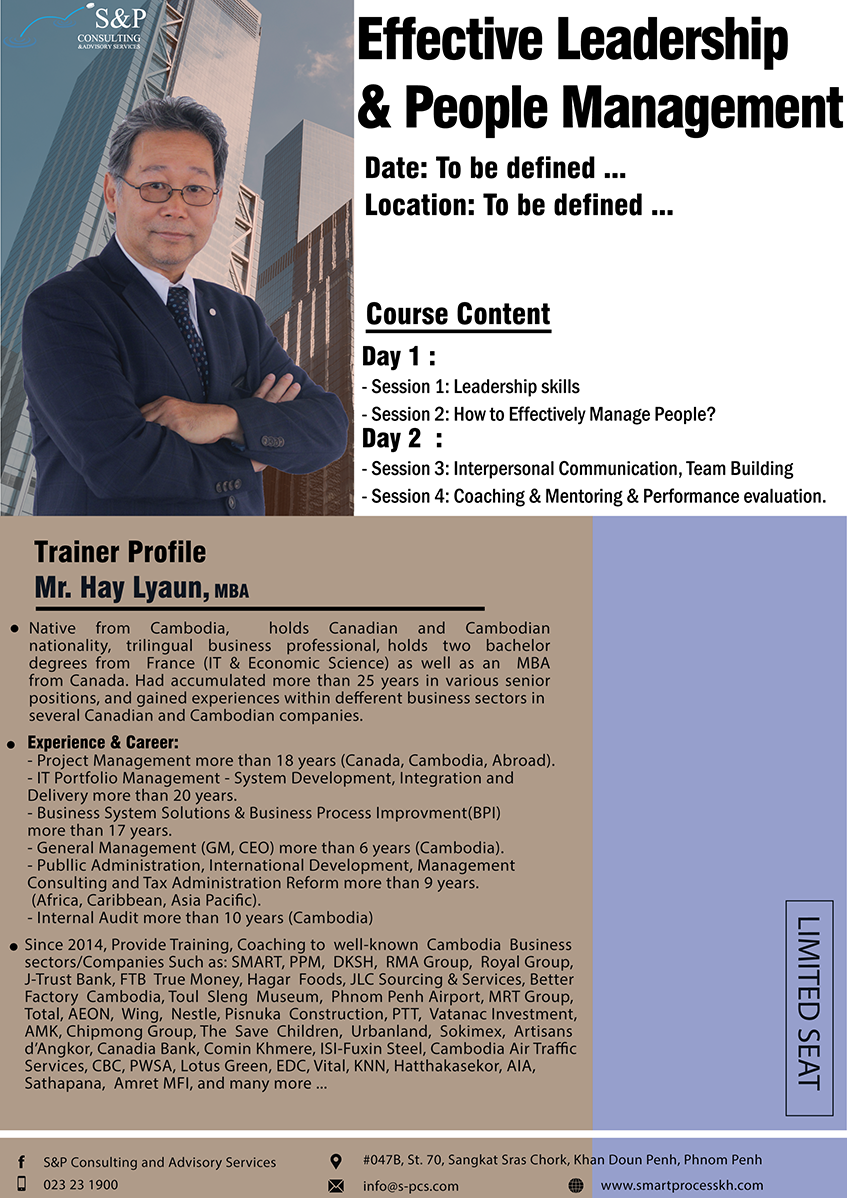 S&P
CONSULTING
&ADVISORY SERVICES
Effective Leadership
& People Management
Date: To be defined ...
Location: To be defined ...
Course Content
Day 1 :
- Session 1: Leadership skills
- Session 2: How to Effectively Manage People?
Day 2 :
- Session 3: Interpersonal Communication, Team Building
- Session 4: Coaching & Mentoring & Performance evaluation.
Trainer Profile
Mr. Hay Lyaun, MBA
• Native from Cambodia, holds Canadian and Cambodian
nationality, trilingual business professional, holds two bachelor
degrees from France (IT & Economic Science) as well as an MBA
from Canada. Had accumulated more than 25 years in various senior
positions, and gained experiences within defferent business sectors in
several Canadian and Cambodian companies.
• Experience & Career:
- Project Management more than 18 years (Canada, Cambodia, Abroad).
- IT Portfolio Management - System Development, Integration and
Delivery more than 20 years.
- Business System Solutions & Business Process Improvment(BPI)
more than 17 years.
- General Management (GM, CEO) more than 6 years (Cambodia).
- Publlic Administration, International Development, Management
Consulting and Tax Administration Reform more than 9 years.
(Africa, Caribbean, Asia Pacific).
- Internal Audit more than 10 years (Cambodia)
• Since 2014, Provide Training, Coaching to well-known Cambodia Business
sectors/Companies Such as: SMART, PPM, DKSH, RMA Group, Royal Group,
J-Trust Bank, FTB True Money, Hagar Foods, JLC Sourcing & Services, Better
Factory Cambodia, Toul Sleng Museum, Phnom Penh Airport, MRT Group,
Total, AEON, Wing, Nestle, Pisnuka Construction, PTT, Vatanac Investment,
AMK, Chipmong Group, The Save Children, Urbanland, Sokimex, Artisans
d'Angkor, Canadia Bank, Comin Khmere, ISI-Fuxin Steel, Cambodia Air Traffic
Services, CBC, PWSA, Lotus Green, EDC, Vital, KNN, Hatthakasekor, AIA,
Sathapana, Amret MFI, and many more ...
LIMITED SEAT
S&P Consulting and Advisory Services
#047B, St. 70, Sangkat Sras Chork, Khan Doun Penh, Phnom Penh
023 23 1900
info@s-pcs.com
www.smartprocesskh.com